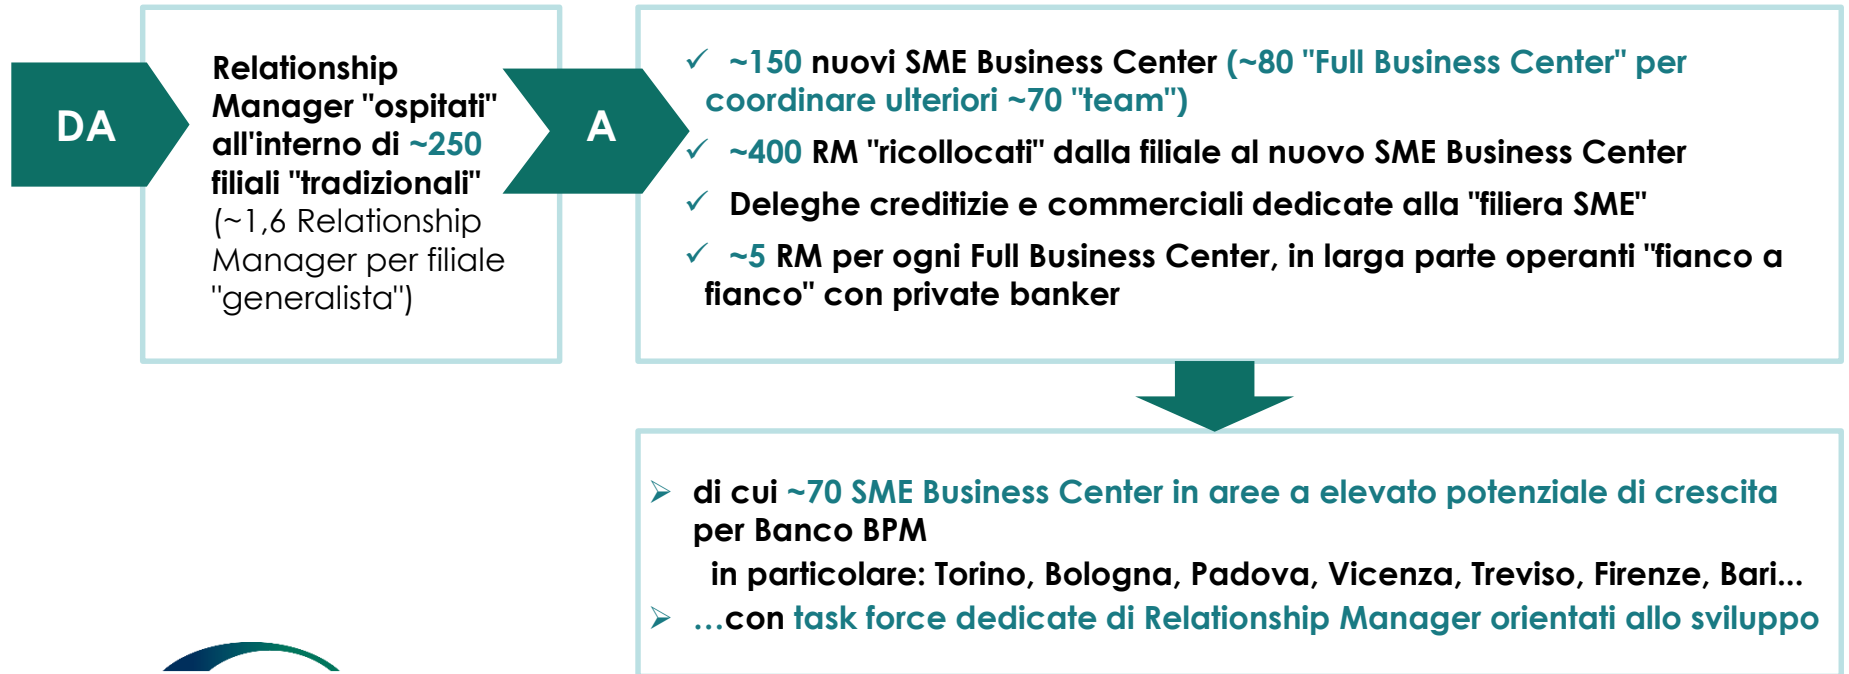 DA
Relationship
Manager "ospitati"
all'interno di ~250
filiali "tradizionali"
(~1,6 Relationship
Manager per filiale
"generalista")
A
✓ ~150 nuovi SME Business Center (~80 "Full Business Center" per
coordinare ulteriori ~70 "team")
✓ ~400 RM "ricollocati" dalla filiale al nuovo SME Business Center
✓ Deleghe creditizie e commerciali dedicate alla "filiera SME"
✓ ~5 RM per ogni Full Business Center, in larga parte operanti "fianco a
fianco" con private banker
➢ di cui ~70 SME Business Center in aree a elevato potenziale di crescita
per Banco BPM
in particolare: Torino, Bologna, Padova, Vicenza, Treviso, Firenze, Bari...
➢ …con task force dedicate di Relationship Manager orientati allo sviluppo